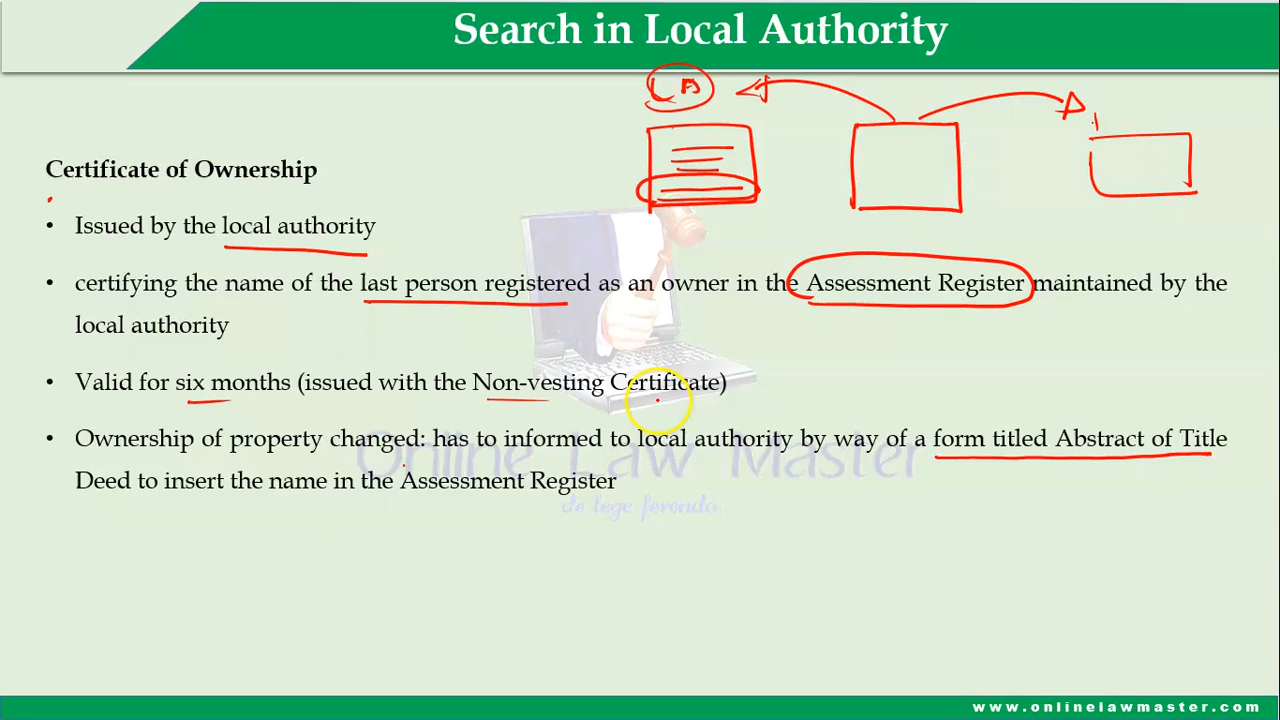 Search in Local Authority
LA
Certificate of Ownership
• Issued by the local authority
• certifying the name of the last person registered as an owner in the Assessment Register maintained by the
local authority
• Valid for six months (issued with the Non-vesting Certificate)
• Ownership of property changed: has to informed to local authority by way of a form titled Abstract of Title
Deed to insert the name in the Assessment Register
Online Law Master
de lege ferenda
www.onlinelawmaster.com